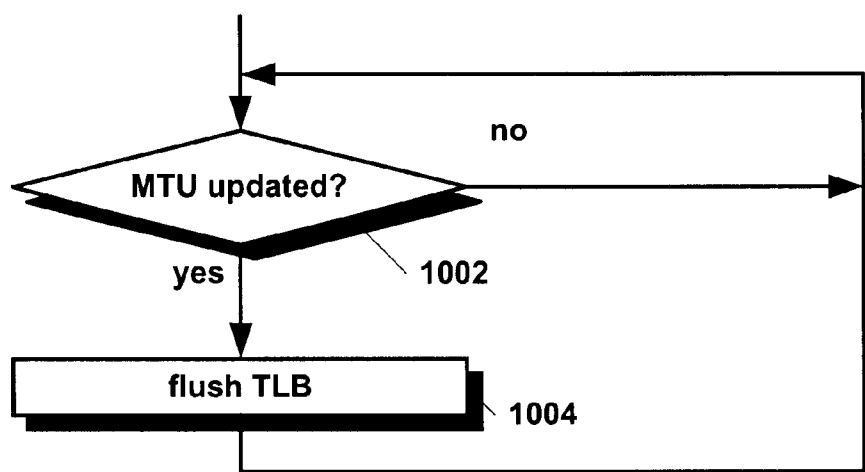 no
MTU updated?
1002
yes
flush TLB
1004